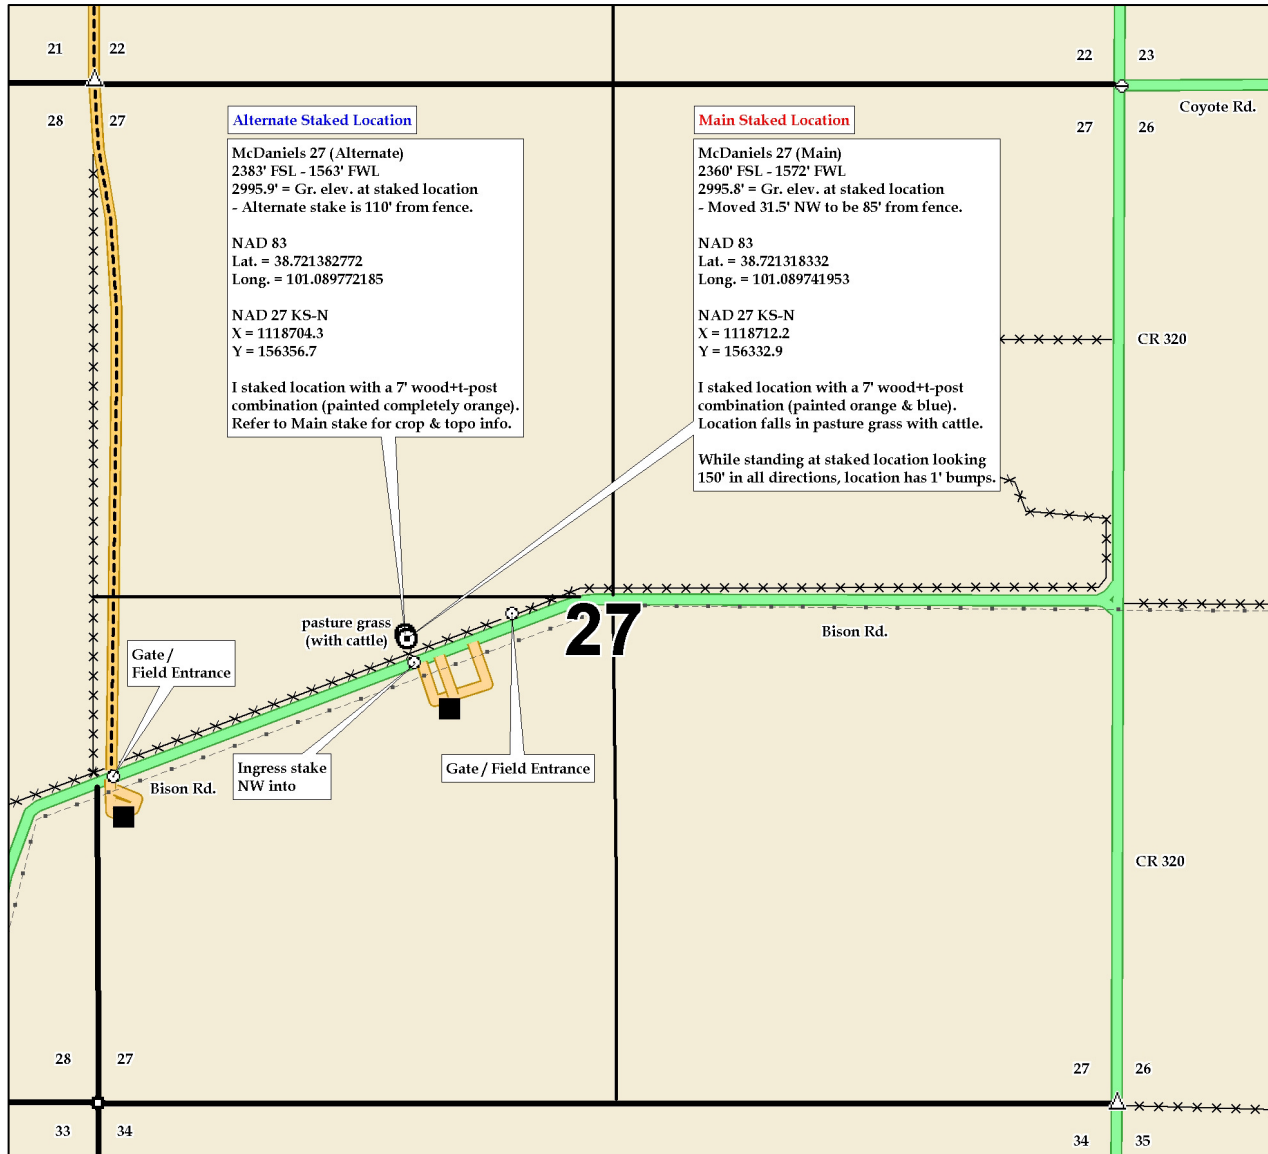 21 22
22 23
28 27
27 26
Coyote Rd.
Alternate Staked Location
McDaniels 27 (Alternate)
2383' FSL - 1563' FWL
2995.9' = Gr. elev. at staked location
- Alternate stake is 110' from fence.
NAD 83
Lat. = 38.721382772
Long. = 101.089772185
NAD 27 KS-N
X = 1118704.3
Y = 156356.7
I staked location with a 7' wood+t-post
combination (painted completely orange).
Refer to Main stake for crop & topo info.
Main Staked Location
McDaniels 27 (Main)
2360' FSL - 1572' FWL
2995.8' = Gr. elev. at staked location
- Moved 31.5' NW to be 85' from fence.
NAD 83
Lat. = 38.721318332
Long. = 101.089741953
NAD 27 KS-N
X = 1118712.2
Y = 156332.9
I staked location with a 7' wood+t-post
combination (painted orange & blue).
Location falls in pasture grass with cattle.
While standing at staked location looking
150' in all directions, location has 1' bumps.
CR 320
pasture grass
(with cattle)
27
Bison Rd.
Gate /
Field Entrance
Ingress stake
NW into
Gate / Field Entrance
Bison Rd.
CR 320
28 27
27 26
33 34
34 35